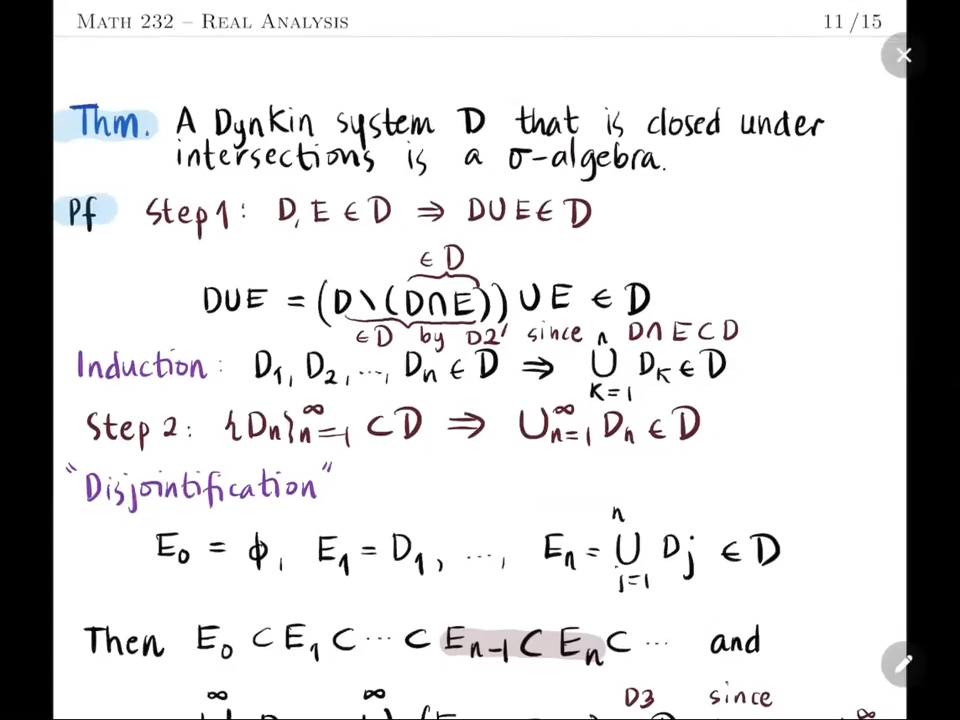 Math 232 – Real Analysis 11/15
Thm. A Dynkin system D that is closed under
intersections is a σ-algebra.
Pf Step 1: D, E ∈ D ⇒ D∪E ∈ D
∈ D
D∪E = (D\(D∩E)) ∪ E ∈ D
∈ D by D2' since D∩E ⊂ D
Induction: D₁, D₂, ..., Dn ∈ D ⇒ ⋃_{k=1}^{n} D_k ∈ D
Step 2: {Dn}_{n=1}^∞ ⊂ D ⇒ ⋃_{n=1}^∞ Dn ∈ D
"Disjointification"
E₀ = ϕ, E₁ = D₁, ..., En = ⋃_{j=1}^{n} Dj ∈ D
Then E₀ ⊂ E₁ ⊂ ··· ⊂ E_{n-1} ⊂ En ⊂ ··· and
D3 since